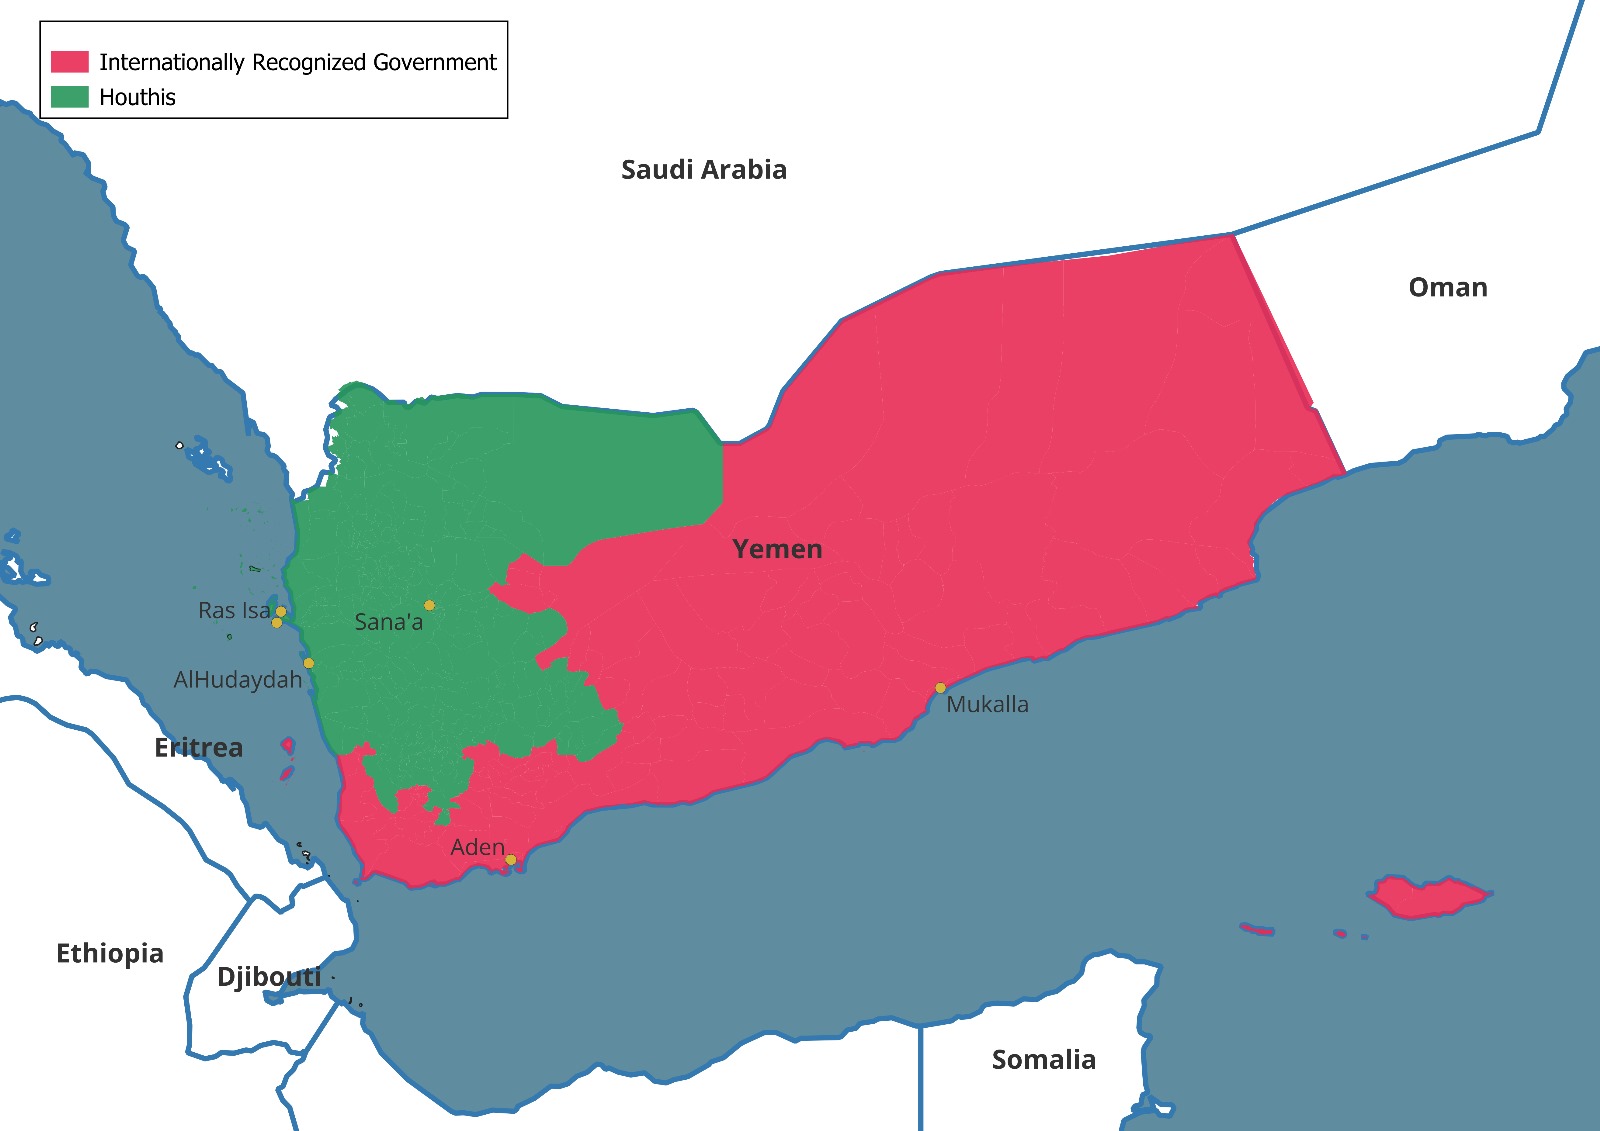 Internationally Recognized Government
Houthis
Saudi Arabia
Oman
Yemen
Ras Isa
Sana'a
AlHudaydah
Mukalla
Eritrea
Aden
Ethiopia
Djibouti
Somalia